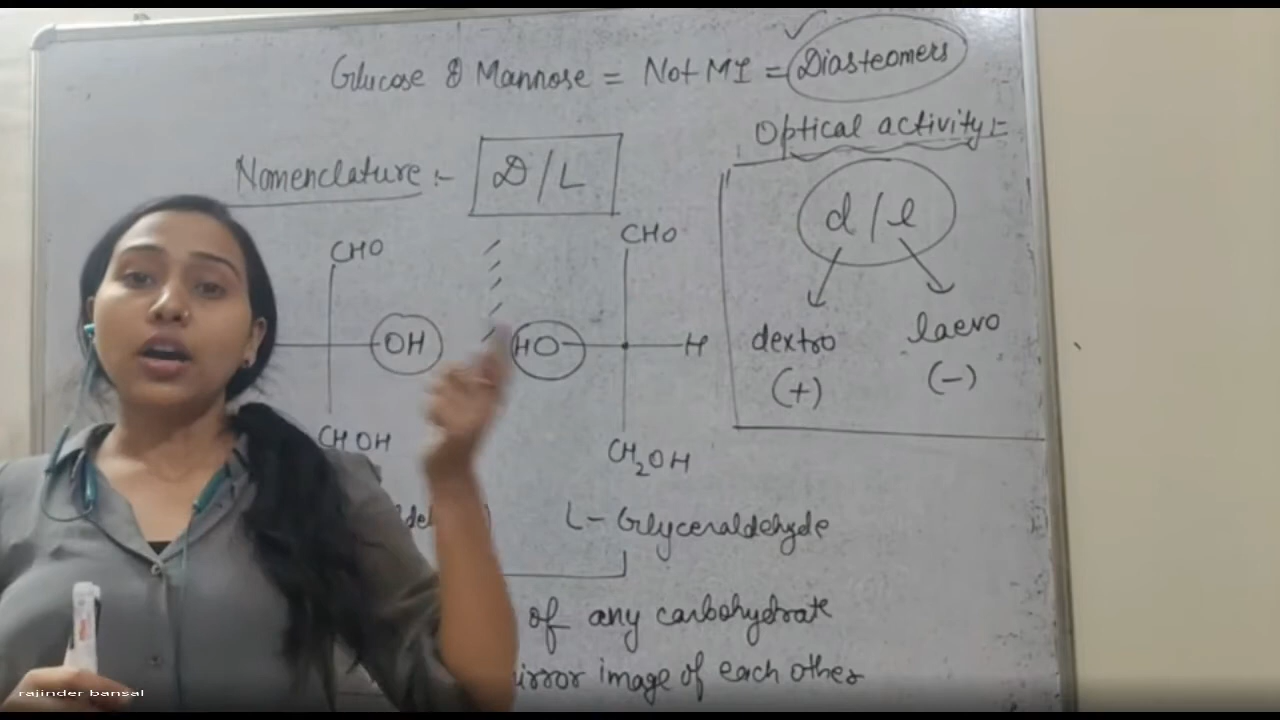 Glucose & Mannose = Not MI = Diasteomers
Optical activity:-
Nomenclature :- D/L
d/l
CHO
CHO
OH
HO
H
dextro
laevo
(+)
(-)
CH OH
CH2OH
L- Glyceraldehyde
of any carbohydrate
irror image of each other
rajinder bansal